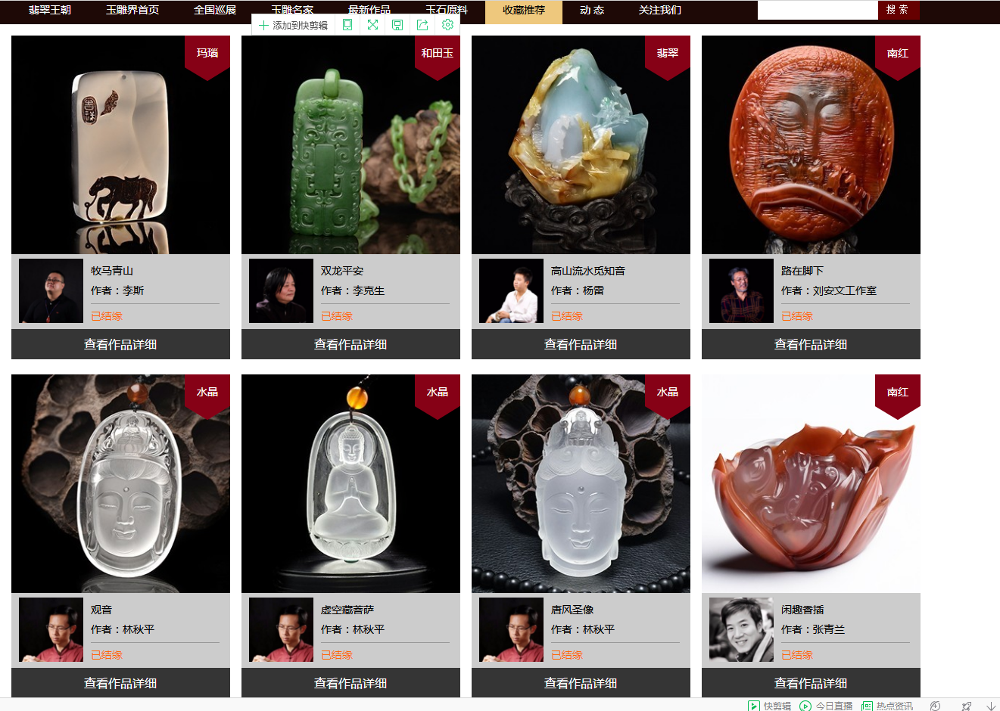 翡翠王朝 玉雕界首页 全国巡展 玉雕名家 最新作品 玉石原料 收藏推荐 动 态 关注我们 搜 索
添加到快剪辑
玛瑙 和田玉 翡翠 南红
牧马青山 双龙平安 高山流水觅知音 路在脚下
作者：李斯 作者：李克生 作者：杨雷 作者：刘安文工作室
已结缘 已结缘 已结缘 已结缘
查看作品详细 查看作品详细 查看作品详细 查看作品详细
水晶 水晶 水晶 南红
观音 虚空藏菩萨 唐风圣像 闲趣香插
作者：林秋平 作者：林秋平 作者：林秋平 作者：张青兰
已结缘 已结缘 已结缘 已结缘
查看作品详细 查看作品详细 查看作品详细 查看作品详细
快剪辑 今日直播 热点资讯